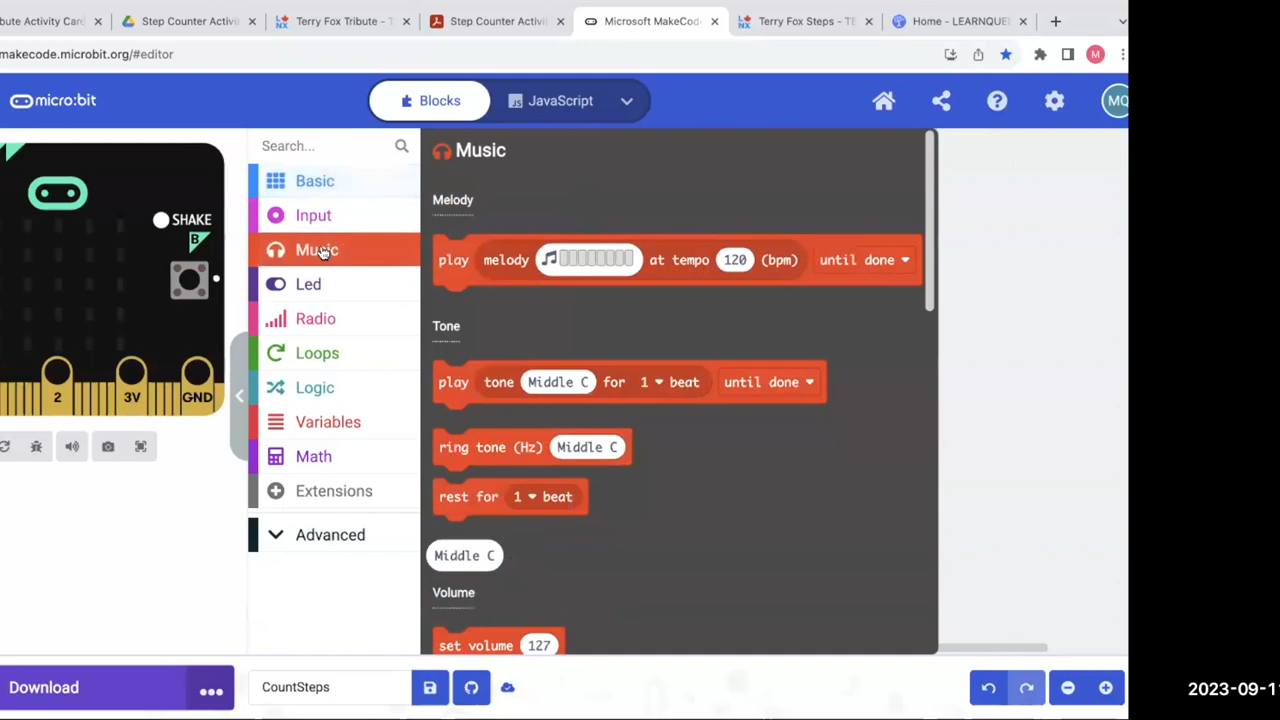 bute Activity Card
Step Counter Activi
Terry Fox Tribute - T
Step Counter Activi
Microsoft MakeCod
Terry Fox Steps - TE
Home - LEARNQUE
makecode.microbit.org/#editor
M
micro:bit
Blocks
JavaScript
MQ
Search...
Basic
Input
Music
Led
Radio
Loops
Logic
Variables
Math
Extensions
Advanced
Music
Melody
play melody at tempo 120 (bpm) until done
Tone
play tone Middle C for 1 beat until done
ring tone (Hz) Middle C
rest for 1 beat
Middle C
Volume
set volume 127
SHAKE
B
2 3V GND
Download
CountSteps
2023-09-11